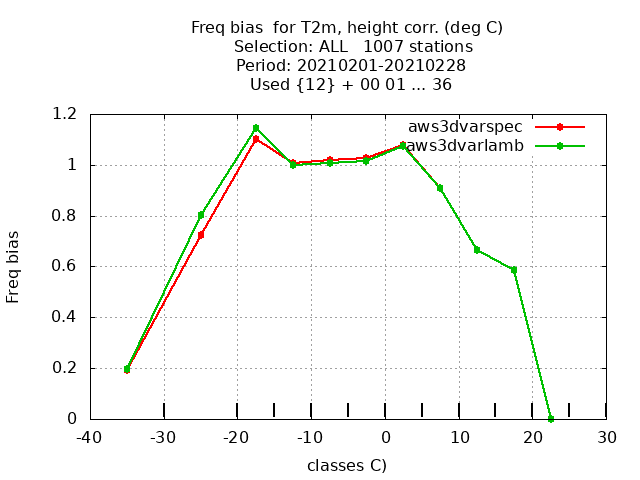 Freq bias  for T2m, height corr. (deg C)
Selection: ALL   1007 stations
Period: 20210201-20210228
Used {12} + 00 01 ... 36
aws3dvarspec
aws3dvarlamb
1.2
1
0.8
0.6
0.4
0.2
0
Freq bias
-40 -30 -20 -10 0 10 20 30
classes C)